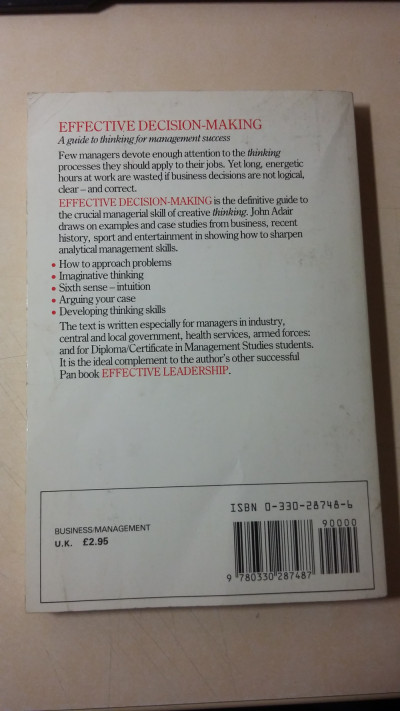 EFFECTIVE DECISION-MAKING
A guide to thinking for management success
Few managers devote enough attention to the thinking
processes they should apply to their jobs. Yet long, energetic
hours at work are wasted if business decisions are not logical,
clear – and correct.
EFFECTIVE DECISION-MAKING is the definitive guide to
the crucial managerial skill of creative thinking. John Adair
draws on examples and case studies from business, recent
history, sport and entertainment in showing how to sharpen
analytical management skills.
• How to approach problems
• Imaginative thinking
• Sixth sense – intuition
• Arguing your case
• Developing thinking skills
The text is written especially for managers in industry,
central and local government, health services, armed forces:
and for Diploma/Certificate in Management Studies students.
It is the ideal complement to the author's other successful
Pan book EFFECTIVE LEADERSHIP.
ISBN 0-330-28748-6
90000
BUSINESS/MANAGEMENT
U.K. £2.95
9 780330 287487